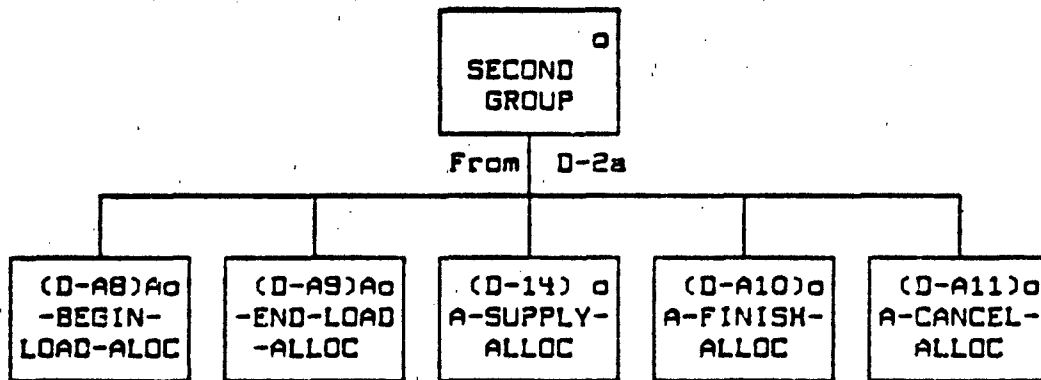 o
SECOND
GROUP
From D-2a
(D-A8)Ao
-BEGIN-
LOAD-ALOC
(D-A9)Ao
-END-LOAD
-ALLOC
(D-14) o
A-SUPPLY-
ALLOC
(D-A10)o
A-FINISH-
ALLOC
(D-A11)o
A-CANCEL-
ALLOC